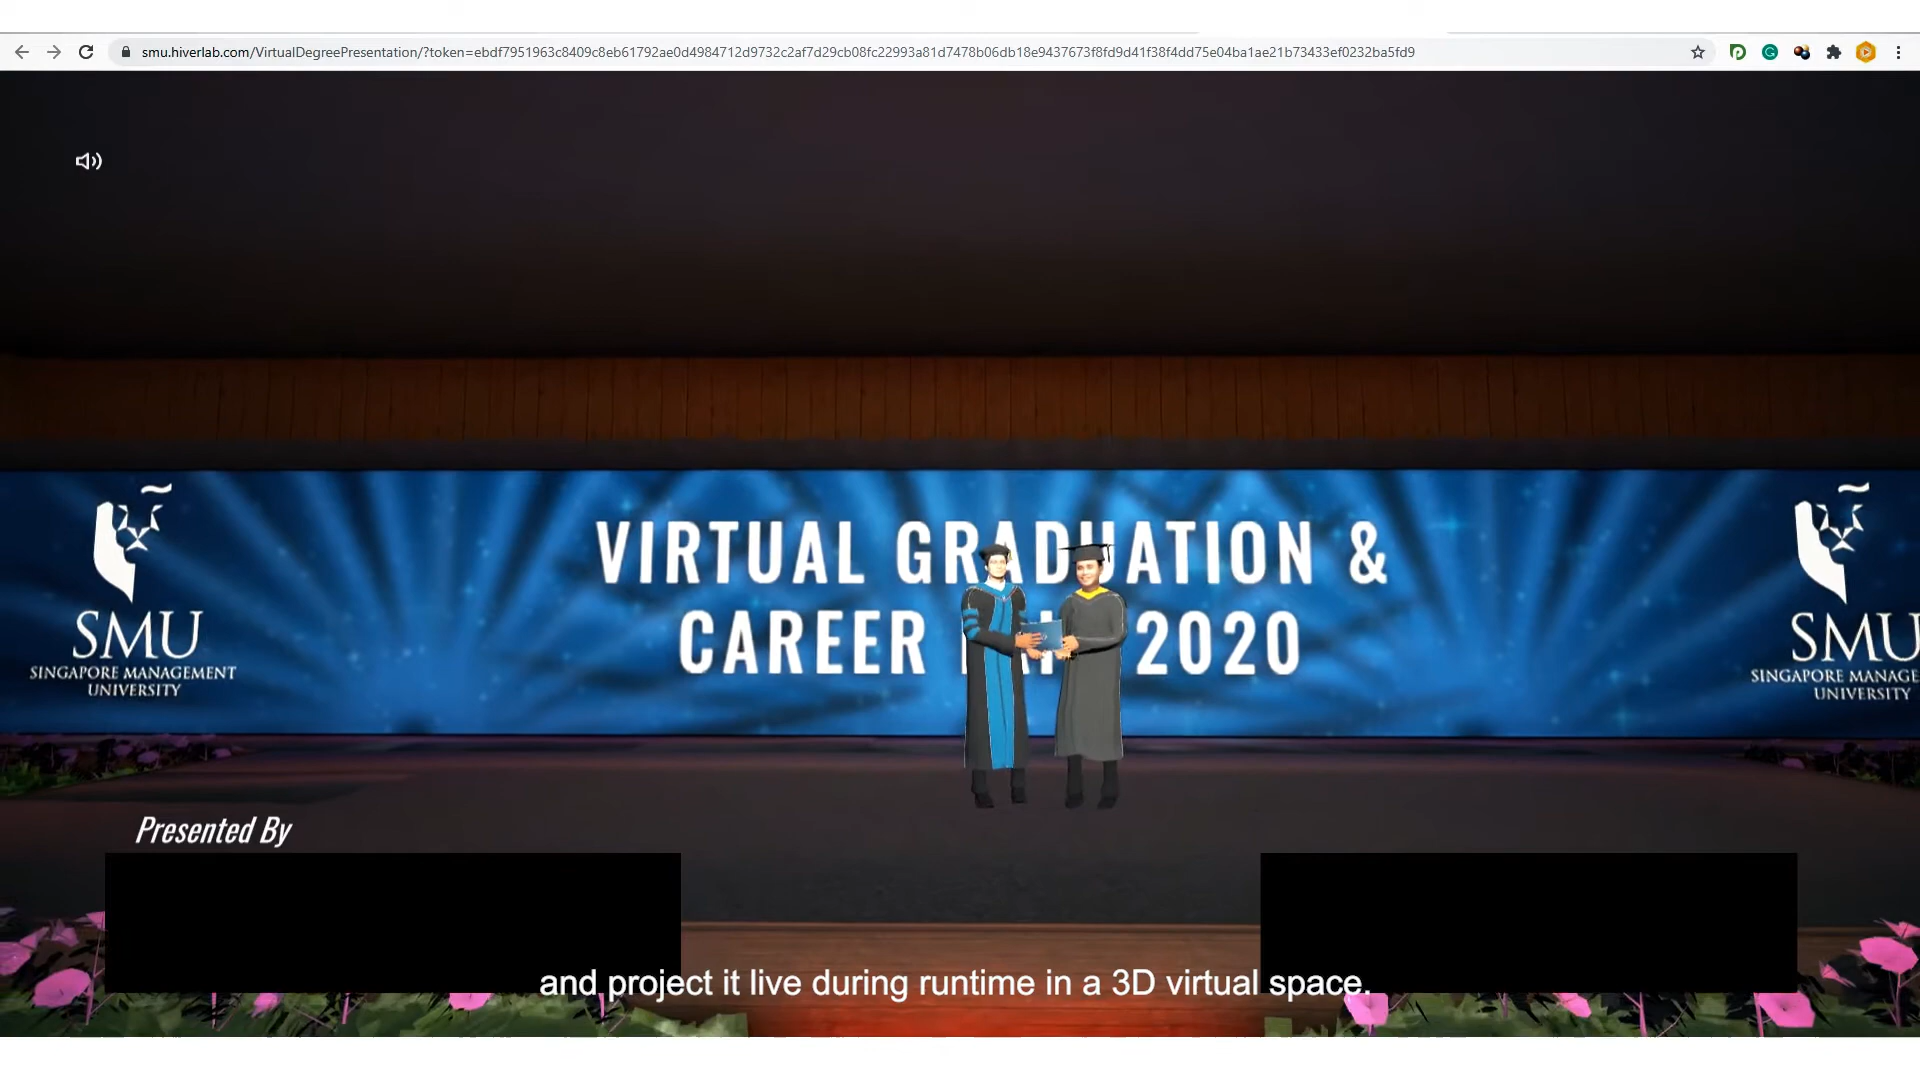 smu.hiverlab.com/VirtualDegreePresentation/?token=ebdf7951963c8409c8eb61792ae0d4984712d9732c2af7d29cb08fc22993a81d7478b06db18e9437673f8fd9d41f38f4dd75e04ba1ae21b73433ef0232ba5fd9
VIRTUAL GRADUATION &
CAREER 2020
SMU
SINGAPORE MANAGEMENT
UNIVERSITY
SMU
SINGAPORE MANAGE
UNIVERSITY
Presented By
and project it live during runtime in a 3D virtual space.